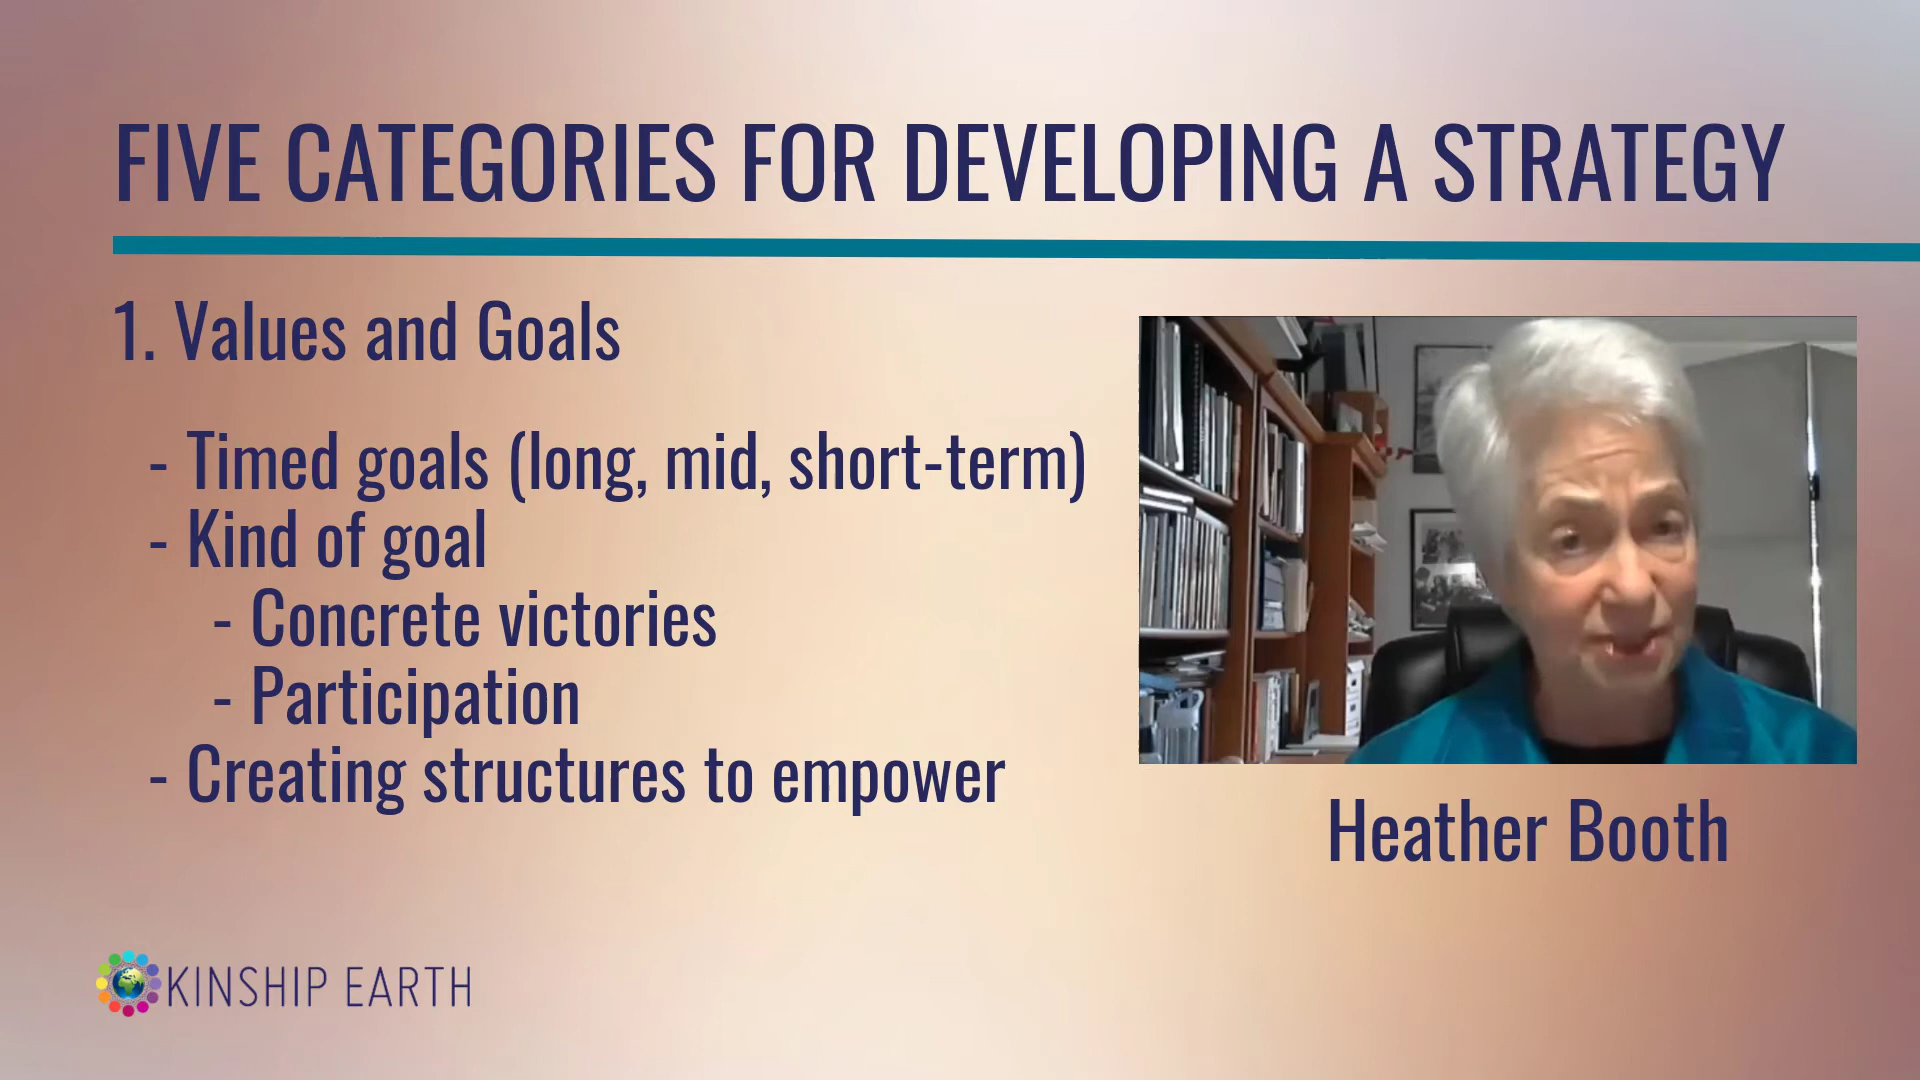 FIVE CATEGORIES FOR DEVELOPING A STRATEGY
1. Values and Goals
- Timed goals (long, mid, short-term)
- Kind of goal
- Concrete victories
- Participation
- Creating structures to empower
Heather Booth
KINSHIP EARTH